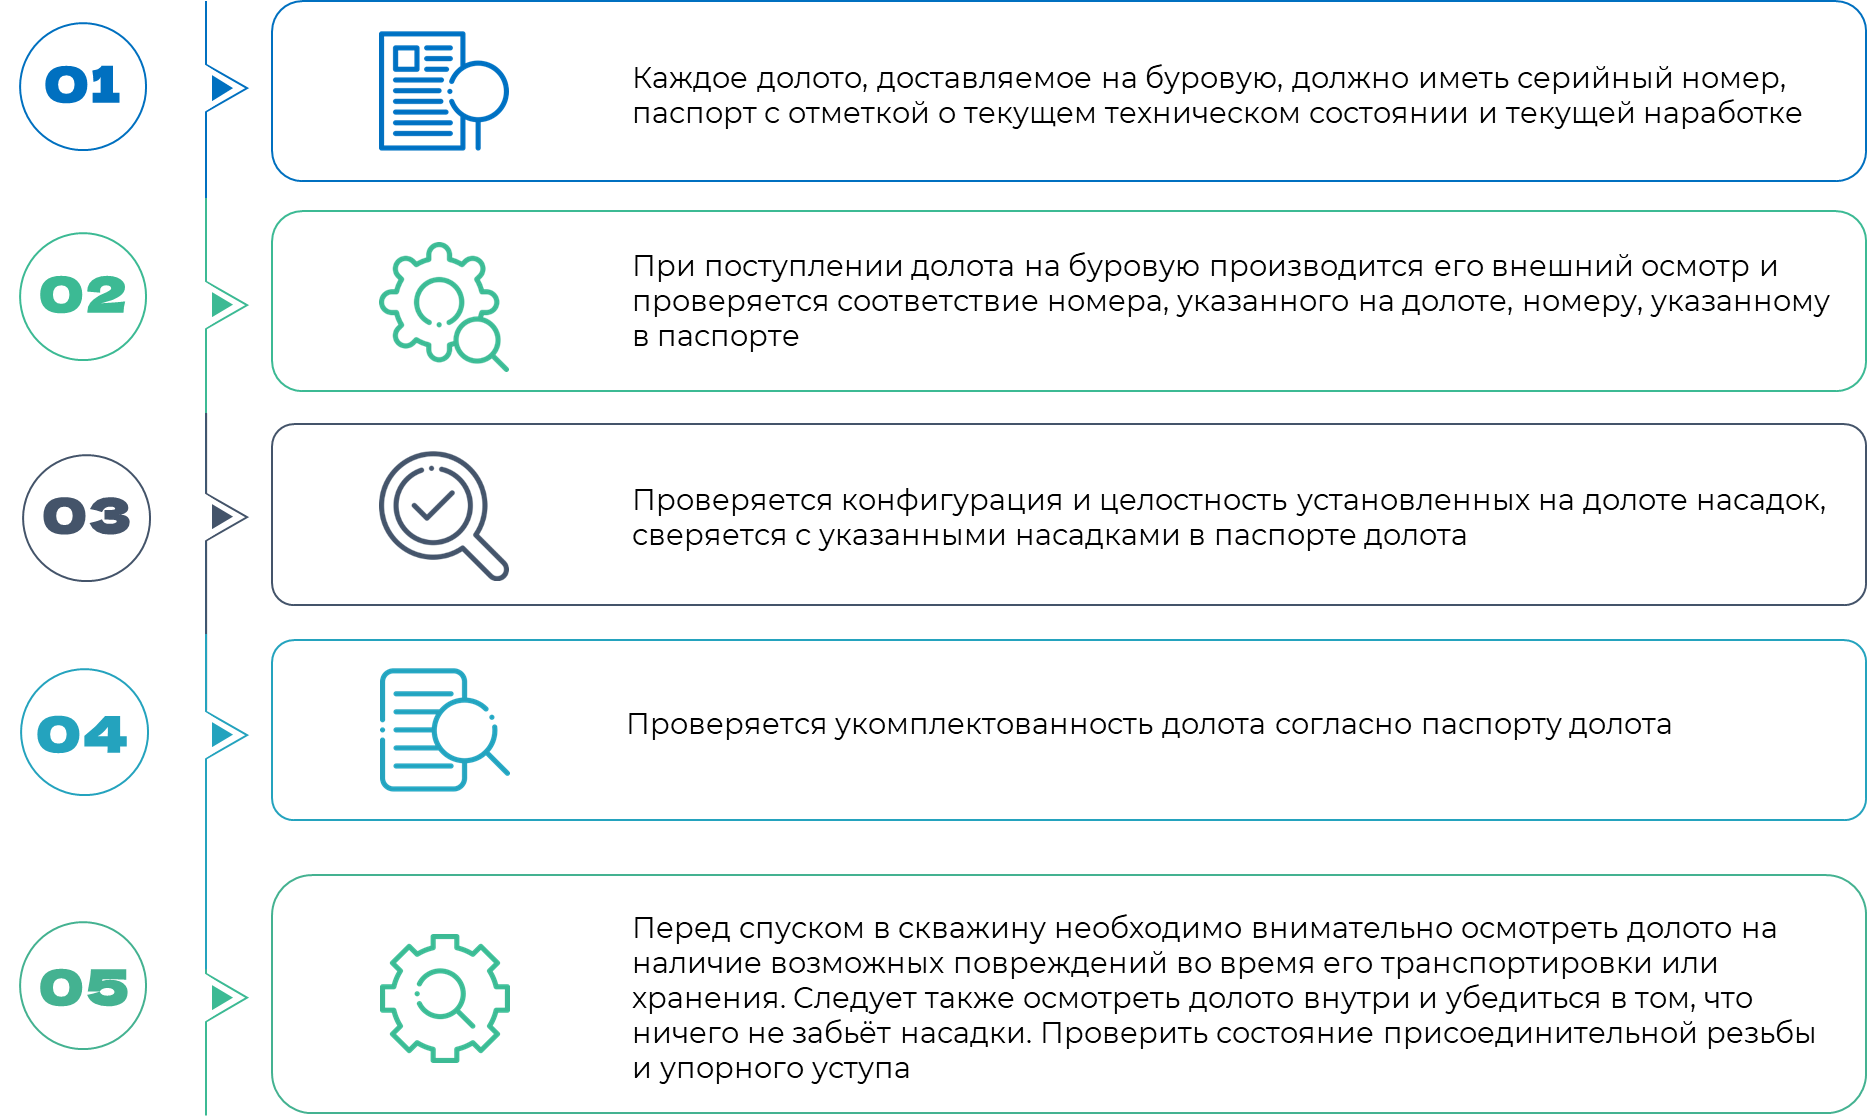 01
Каждое долото, доставляемое на буровую, должно иметь серийный номер,
паспорт с отметкой о текущем техническом состоянии и текущей наработке
02
При поступлении долота на буровую производится его внешний осмотр и
проверяется соответствие номера, указанного на долоте, номеру, указанному
в паспорте
03
Проверяется конфигурация и целостность установленных на долоте насадок,
сверяется с указанными насадками в паспорте долота
04
Проверяется укомплектованность долота согласно паспорту долота
05
Перед спуском в скважину необходимо внимательно осмотреть долото на
наличие возможных повреждений во время его транспортировки или
хранения. Следует также осмотреть долото внутри и убедиться в том, что
ничего не забьёт насадки. Проверить состояние присоединительной резьбы
и упорного уступа